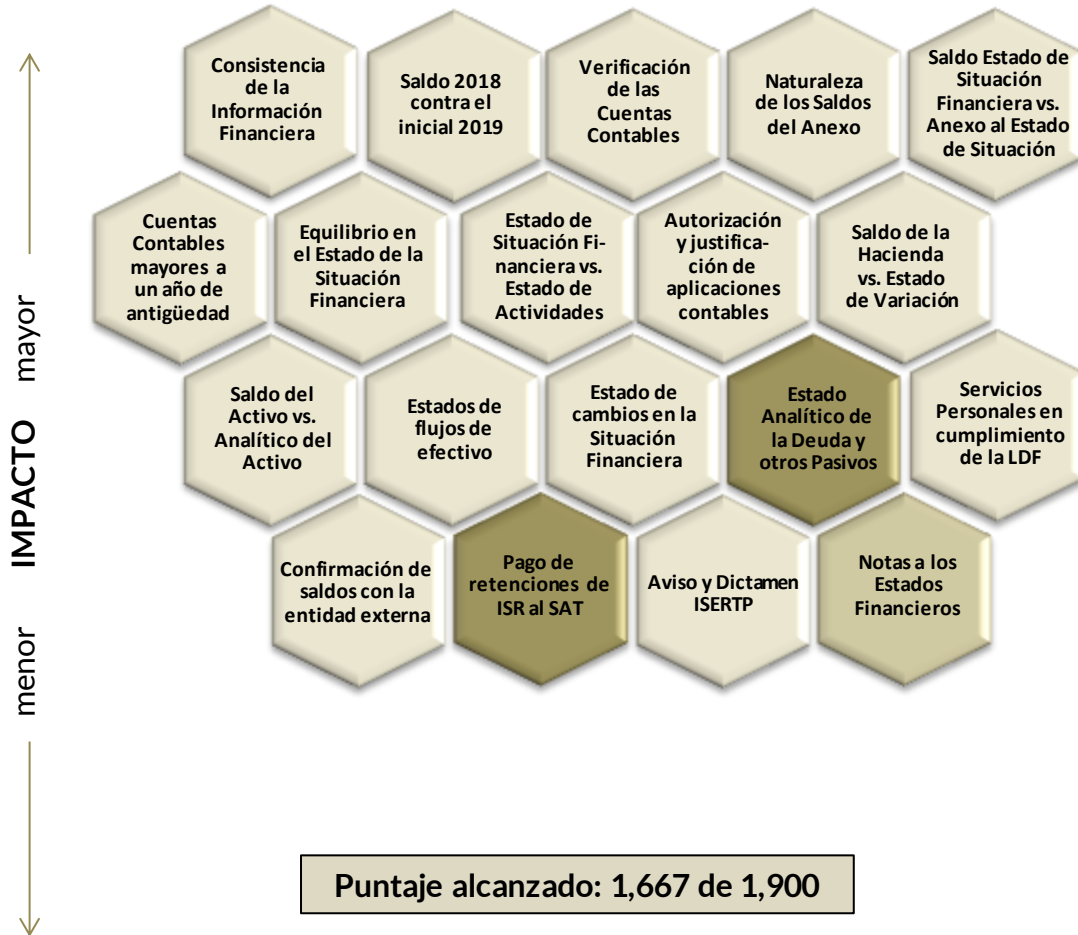 Consistencia
de la
Información
Financiera
Saldo 2018
contra el
inicial 2019
Verificación
de las
Cuentas
Contables
Naturaleza
de los Saldos
del Anexo
Saldo Estado de
Situación
Financiera vs.
Anexo al Estado
de Situación
Cuentas
Contables
mayores a
un año de
antigüedad
Equilibrio en
el Estado de la
Situación
Financiera
Estado de
Situación Fi-
nanciera vs.
Estado de
Actividades
Autorización
y justifica-
ción de
aplicaciones
contables
Saldo de la
Hacienda
vs. Estado
de Variación
Saldo del
Activo vs.
Analítico del
Activo
Estados de
flujos de
efectivo
Estado de
cambios en la
Situación
Financiera
Estado
Analítico de
la Deuda y
otros Pasivos
Servicios
Personales en
cumplimiento
de la LDF
Confirmación de
saldos con la
entidad externa
Pago de
retenciones de
ISR al SAT
Aviso y Dictamen
ISERTP
Notas a los
Estados
Financieros
menor IMPACTO mayor
Puntaje alcanzado: 1,667 de 1,900